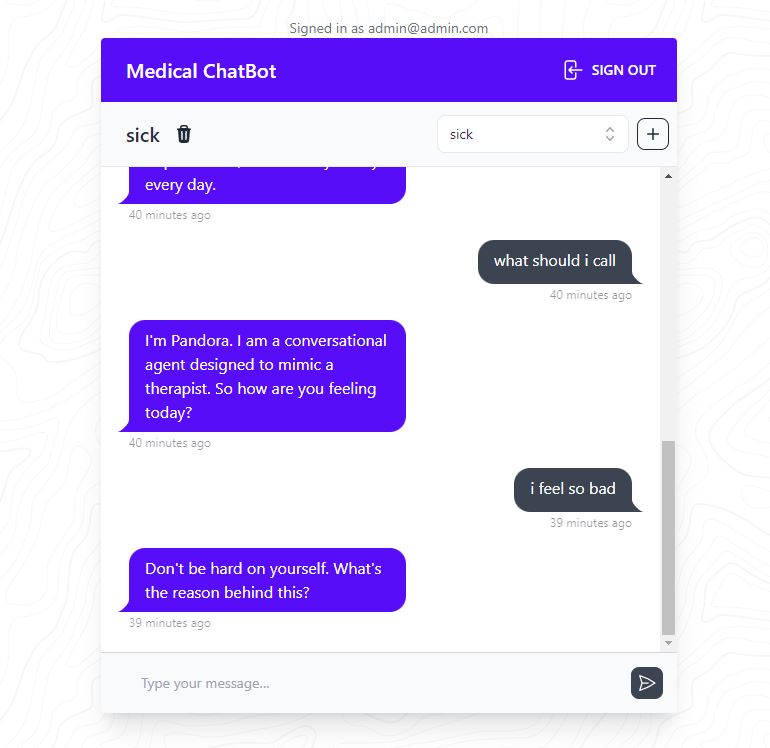 Signed in as admin@admin.com
Medical ChatBot
SIGN OUT
sick
sick
every day.
40 minutes ago
what should i call
40 minutes ago
I'm Pandora. I am a conversational
agent designed to mimic a
therapist. So how are you feeling
today?
40 minutes ago
i feel so bad
39 minutes ago
Don't be hard on yourself. What's
the reason behind this?
39 minutes ago
Type your message...